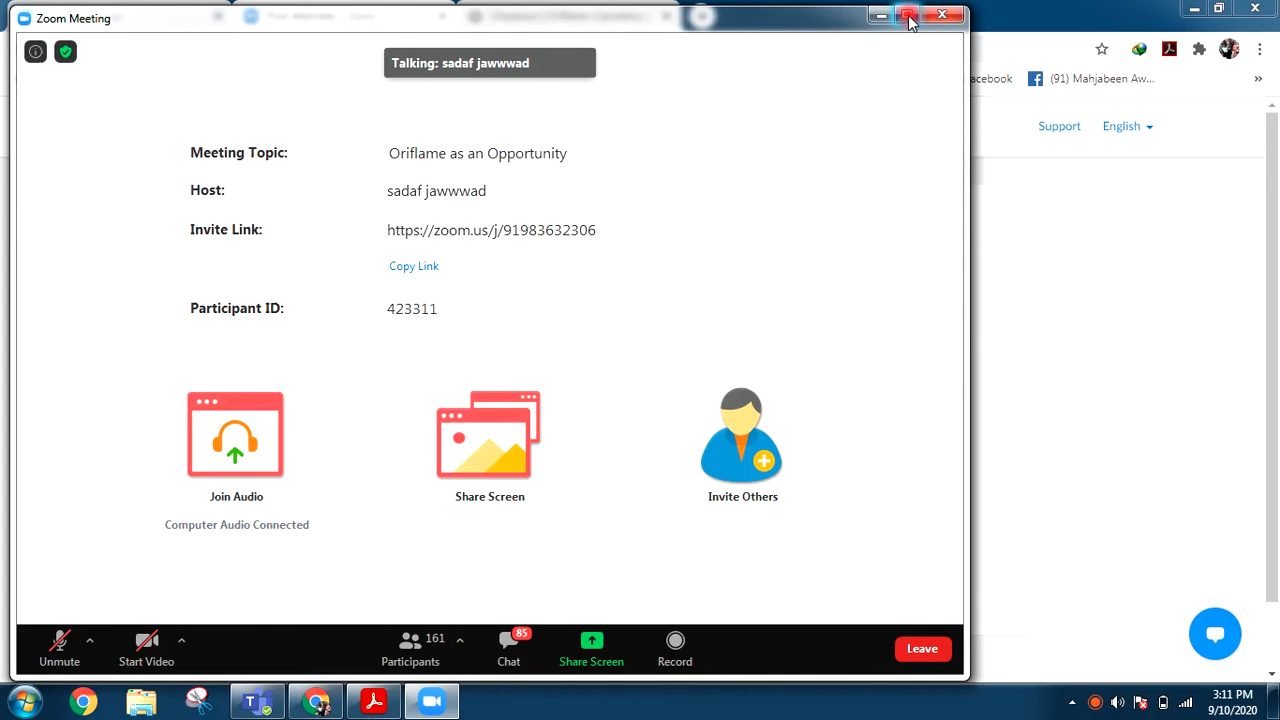 Zoom Meeting
Talking: sadaf jawwwad
acebook
(91) Mahjabeen Aw...
»
Support
English
Meeting Topic:
Oriflame as an Opportunity
Host:
sadaf jawwwad
Invite Link:
https://zoom.us/j/91983632306
Copy Link
Participant ID:
423311
Join Audio
Share Screen
Invite Others
Computer Audio Connected
Unmute
Start Video
161
Participants
85
Chat
Share Screen
Record
Leave
3:11 PM
9/10/2020